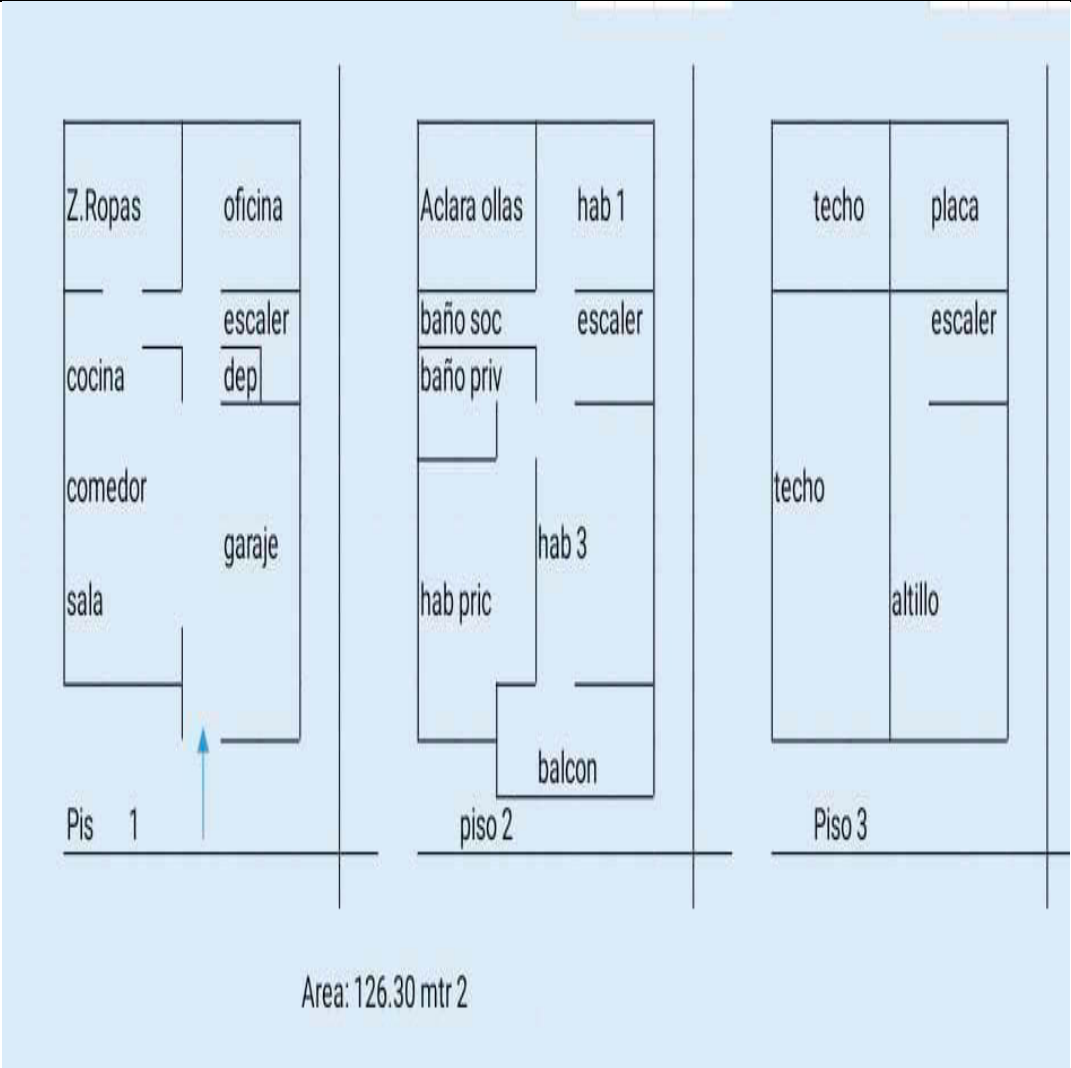 Z.Ropas
oficina
escaler
cocina
dep
comedor
garaje
sala
Pis 1
Aclara ollas
hab 1
baño soc
escaler
baño priv
hab 3
hab pric
balcon
piso 2
techo
placa
escaler
techo
altillo
Piso 3
Area: 126.30 mtr 2